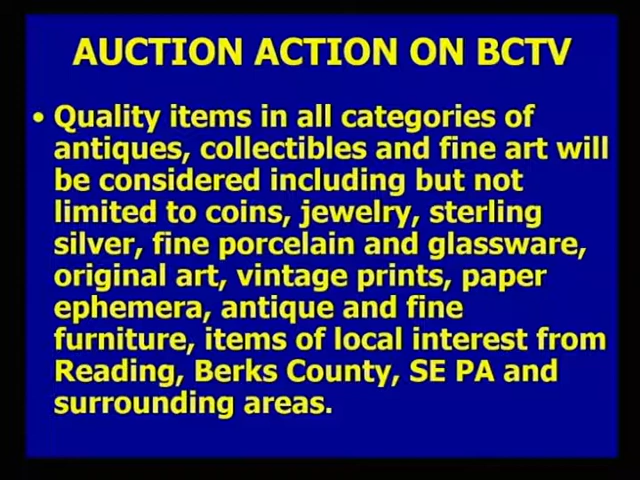 AUCTION ACTION ON BCTV
• Quality items in all categories of
antiques, collectibles and fine art will
be considered including but not
limited to coins, jewelry, sterling
silver, fine porcelain and glassware,
original art, vintage prints, paper
ephemera, antique and fine
furniture, items of local interest from
Reading, Berks County, SE PA and
surrounding areas.